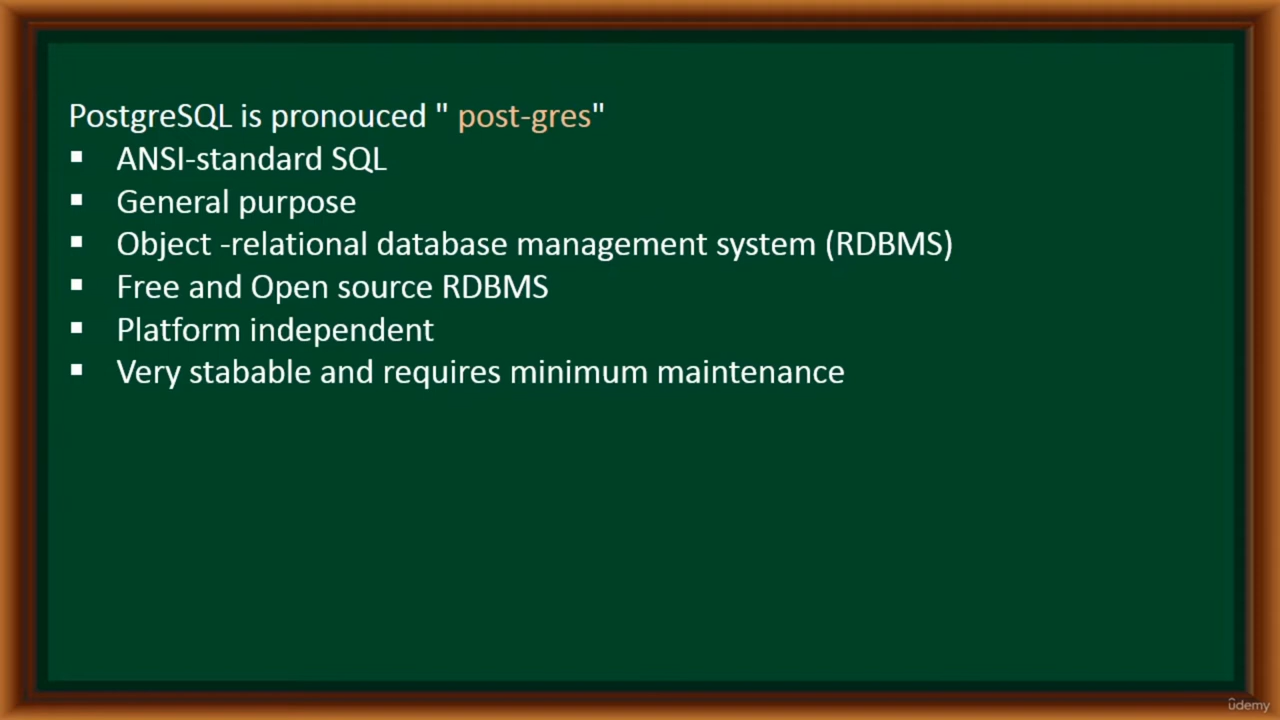 PostgreSQL is pronouced " post-gres"
▪ ANSI-standard SQL
▪ General purpose
▪ Object -relational database management system (RDBMS)
▪ Free and Open source RDBMS
▪ Platform independent
▪ Very stabable and requires minimum maintenance
ûdemy